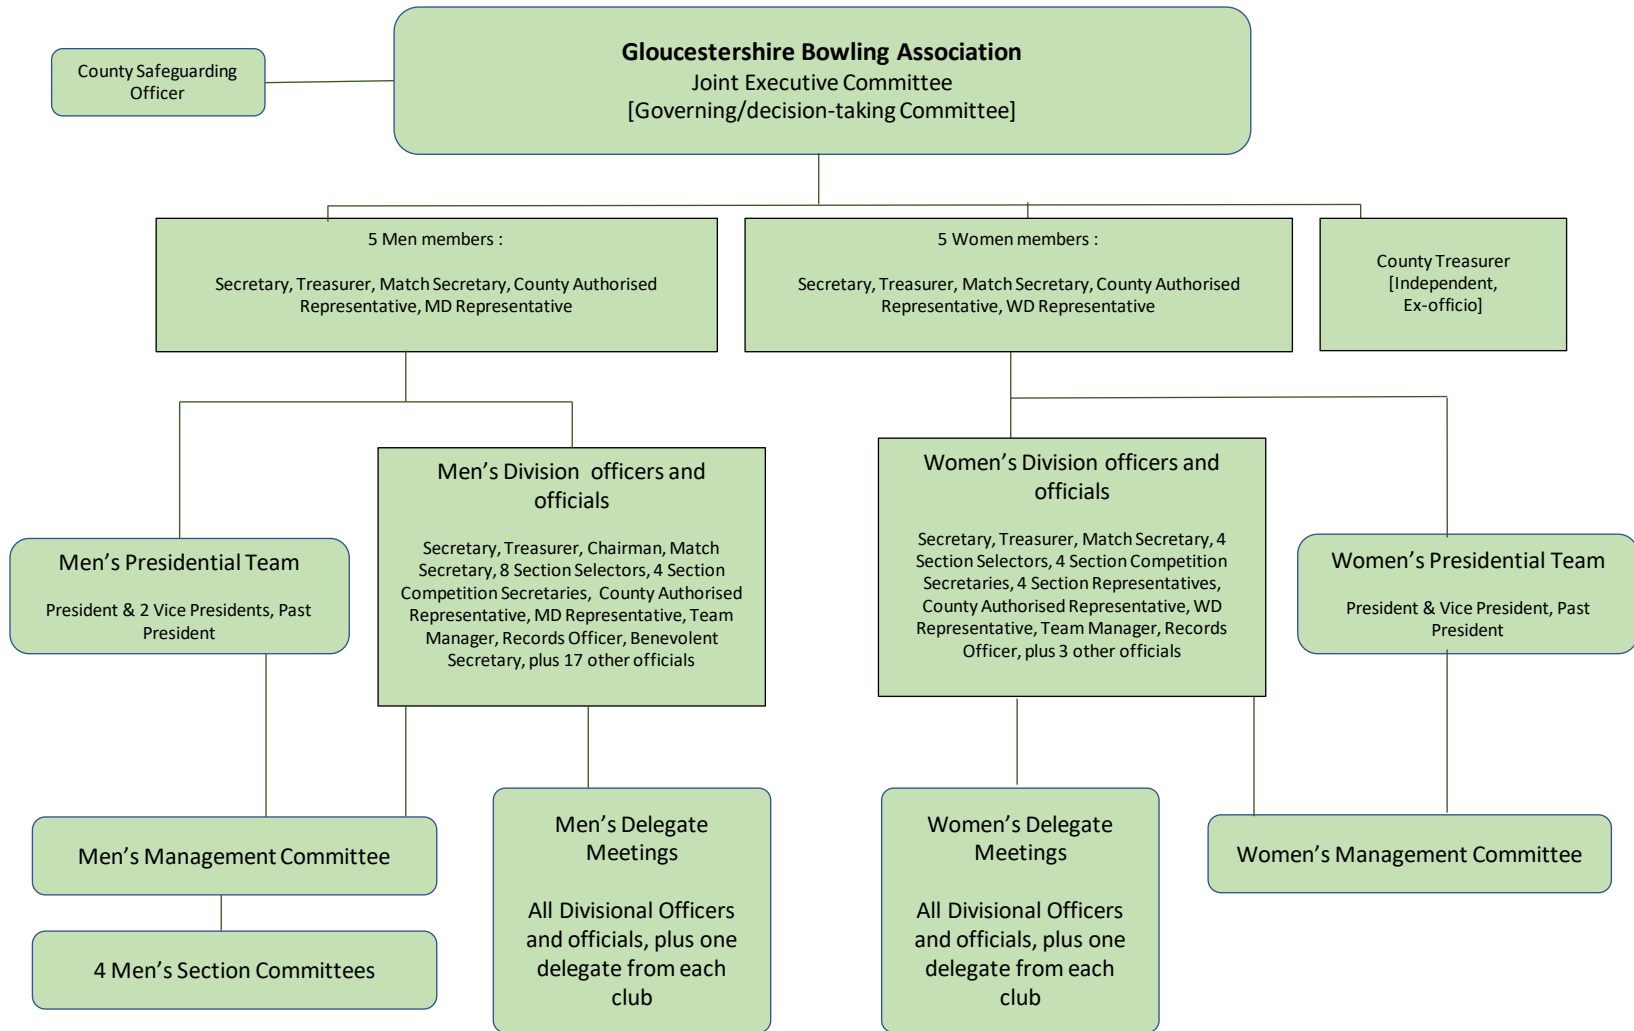 Gloucestershire Bowling Association
Joint Executive Committee
[Governing/decision-taking Committee]
County Safeguarding
Officer
5 Men members :
Secretary, Treasurer, Match Secretary, County Authorised
Representative, MD Representative
5 Women members :
Secretary, Treasurer, Match Secretary, County Authorised
Representative, WD Representative
County Treasurer
[Independent,
Ex-officio]
Men’s Division officers and
officials
Secretary, Treasurer, Chairman, Match
Secretary, 8 Section Selectors, 4 Section
Competition Secretaries, County Authorised
Representative, MD Representative, Team
Manager, Records Officer, Benevolent
Secretary, plus 17 other officials
Women’s Division officers and
officials
Secretary, Treasurer, Match Secretary, 4
Section Selectors, 4 Section Competition
Secretaries, 4 Section Representatives,
County Authorised Representative, WD
Representative, Team Manager, Records
Officer, plus 3 other officials
Men’s Presidential Team
President & 2 Vice Presidents, Past
President
Women’s Presidential Team
President & Vice President, Past
President
Men’s Management Committee
Men’s Delegate
Meetings
All Divisional Officers
and officials, plus one
delegate from each
club
Women’s Delegate
Meetings
All Divisional Officers
and officials, plus one
delegate from each
club
Women’s Management Committee
4 Men’s Section Committees